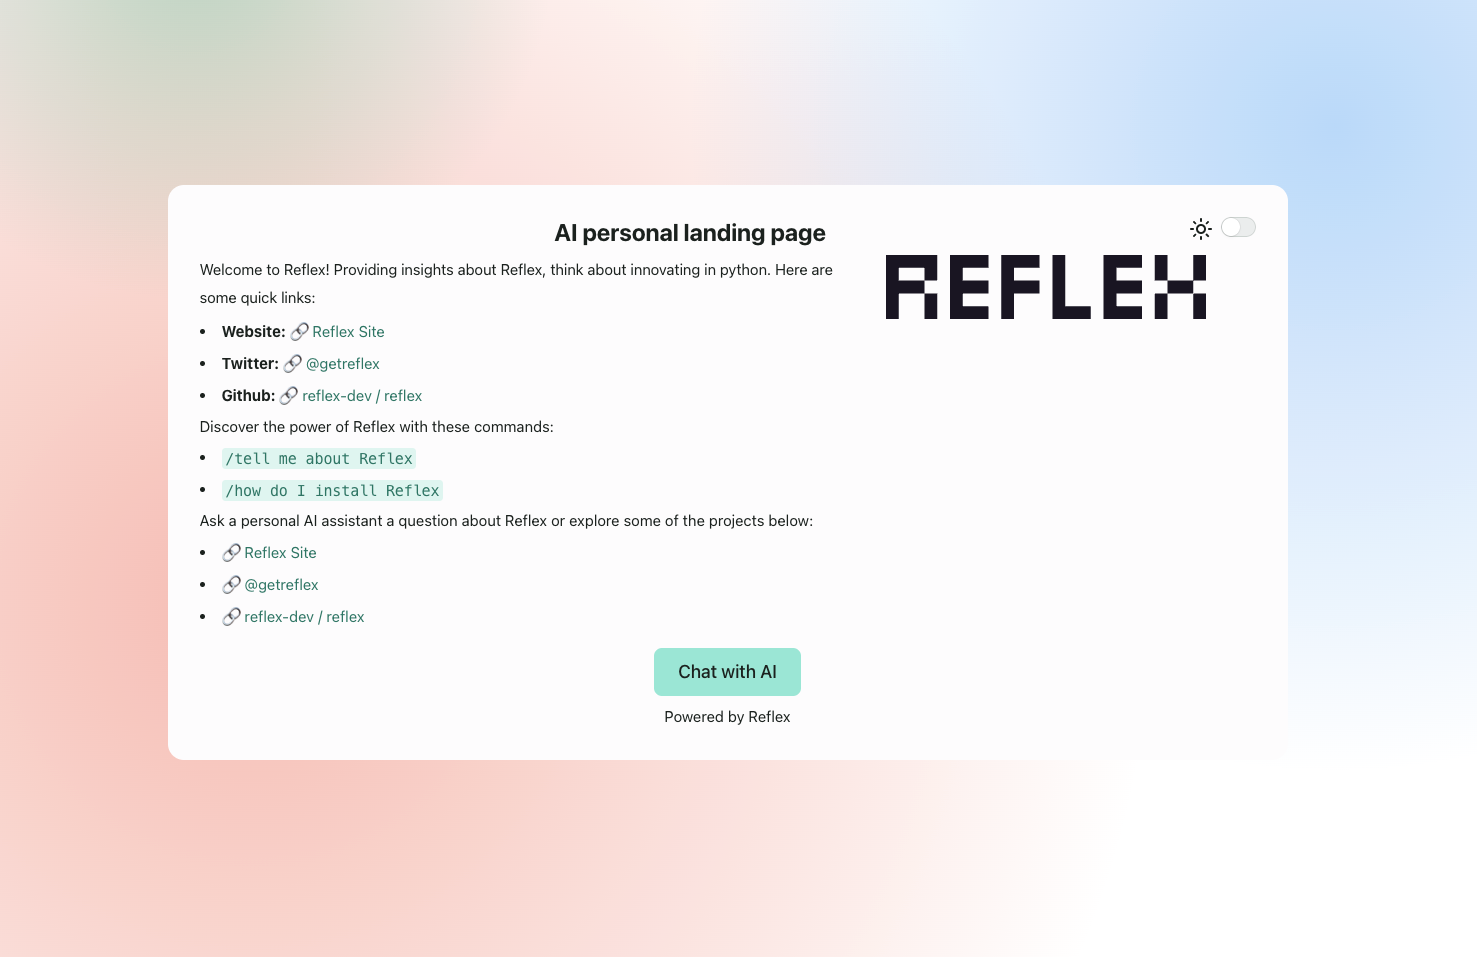 AI personal landing page
Welcome to Reflex! Providing insights about Reflex, think about innovating in python. Here are
some quick links:
REFLEX
• Website: 🔗 Reflex Site
• Twitter: 🔗 @getreflex
• Github: 🔗 reflex-dev / reflex
Discover the power of Reflex with these commands:
• /tell me about Reflex
• /how do I install Reflex
Ask a personal AI assistant a question about Reflex or explore some of the projects below:
• 🔗 Reflex Site
• 🔗 @getreflex
• 🔗 reflex-dev / reflex
Chat with AI
Powered by Reflex